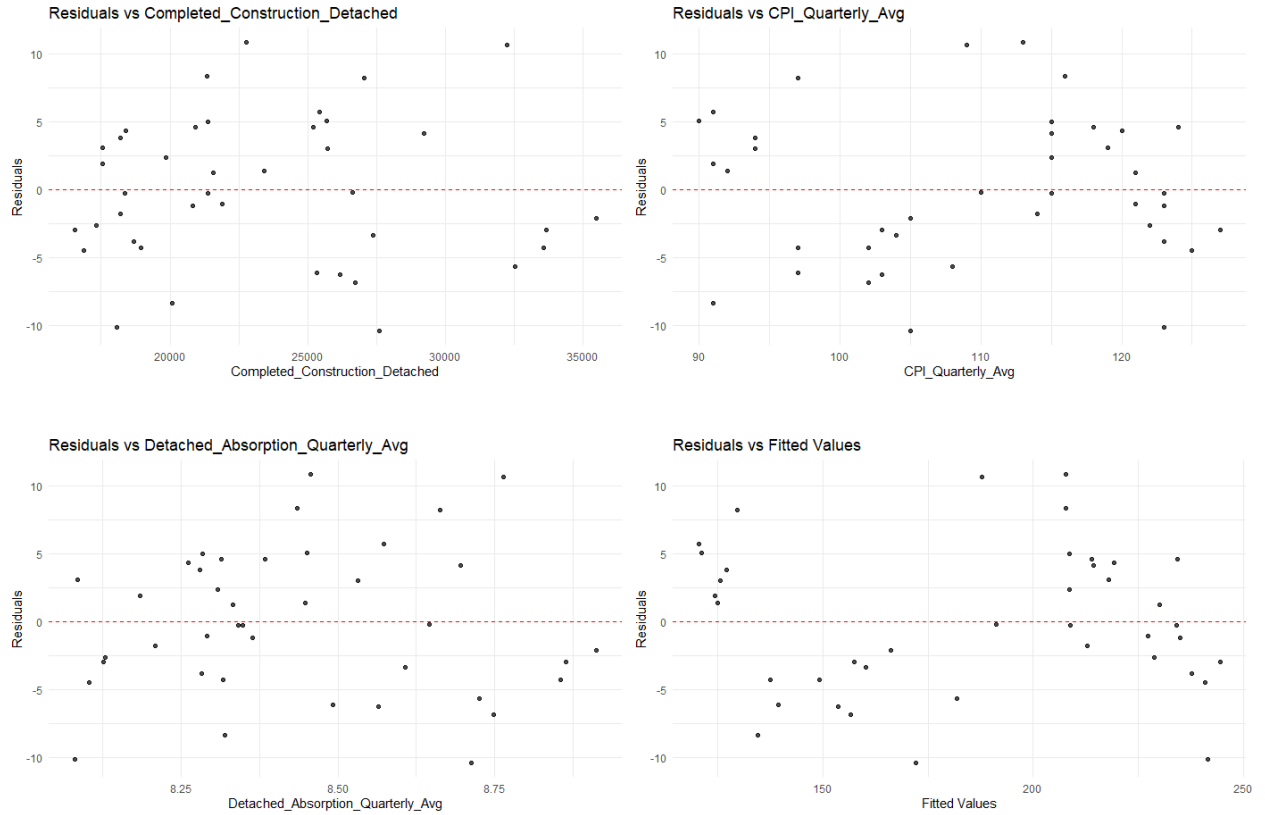 Residuals vs Completed_Construction_Detached
10
5
0
-5
-10
Residuals
20000 25000 30000 35000
Completed_Construction_Detached
Residuals vs CPI_Quarterly_Avg
10
5
0
-5
-10
Residuals
90 100 110 120
CPI_Quarterly_Avg
Residuals vs Detached_Absorption_Quarterly_Avg
10
5
0
-5
-10
Residuals
8.25 8.50 8.75
Detached_Absorption_Quarterly_Avg
Residuals vs Fitted Values
10
5
0
-5
-10
Residuals
150 200 250
Fitted Values